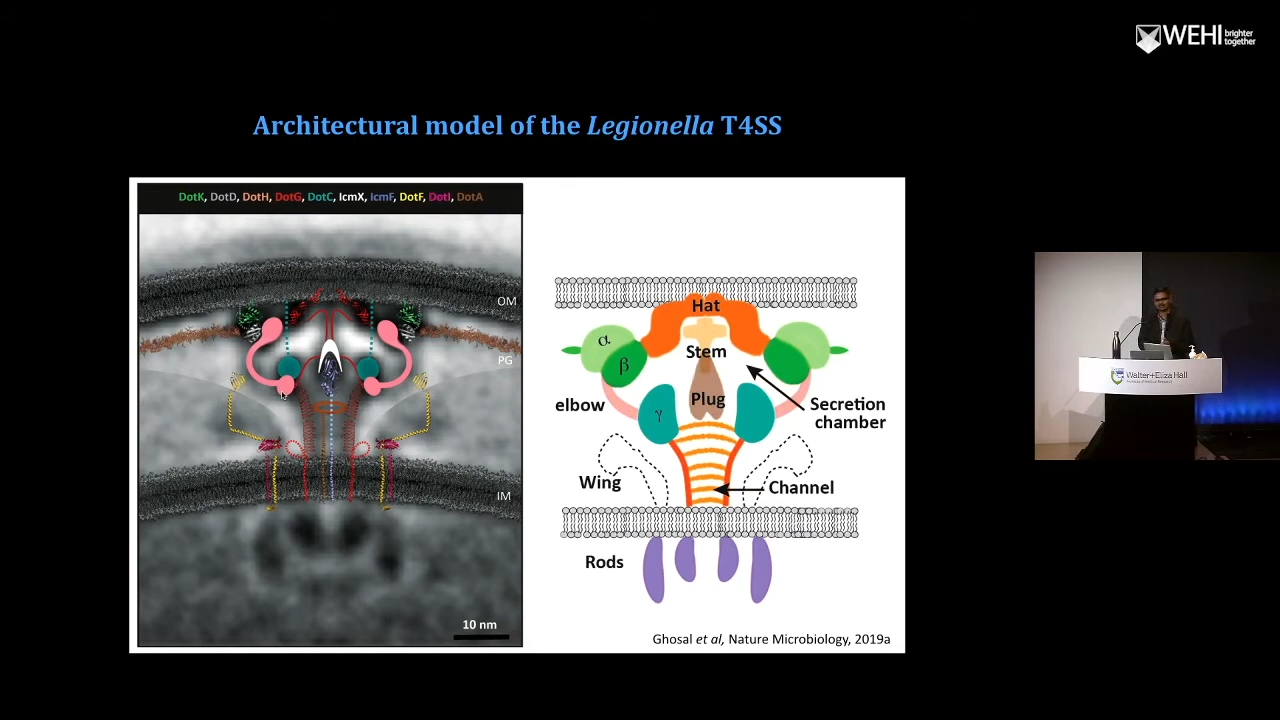 WEHI brighter together
Architectural model of the Legionella T4SS
DotK, DotD, DotH, DotG, DotC, IcmX, IcmF, DotF, DotI, DotA
OM
PG
IM
10 nm
Hat
α
β
Stem
elbow
γ
Plug
Secretion
chamber
Wing
Channel
Rods
Ghosal et al, Nature Microbiology, 2019a
Walter+Eliza Hall